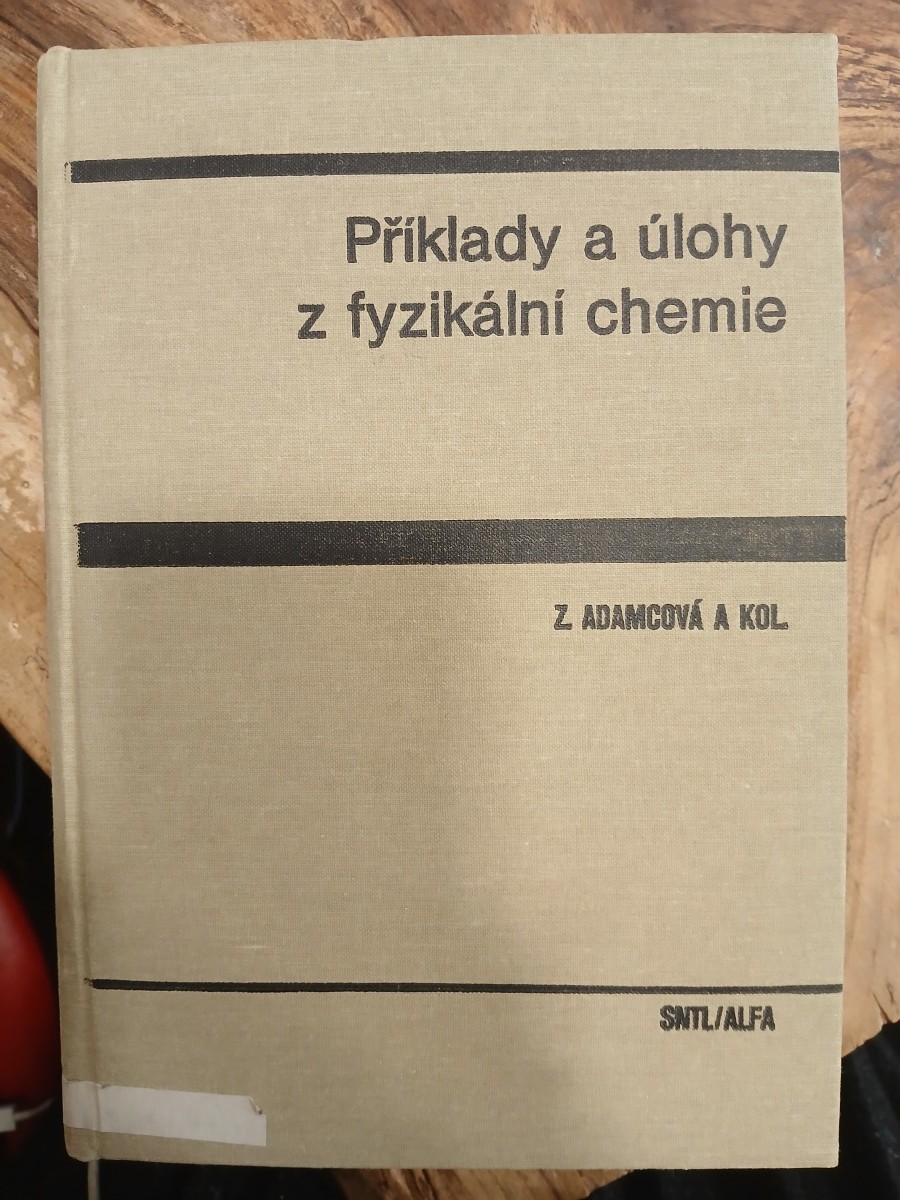 Příklady a úlohy
z fyzikální chemie
Z. ADAMCOVÁ A KOL.
SNTL/ALFA